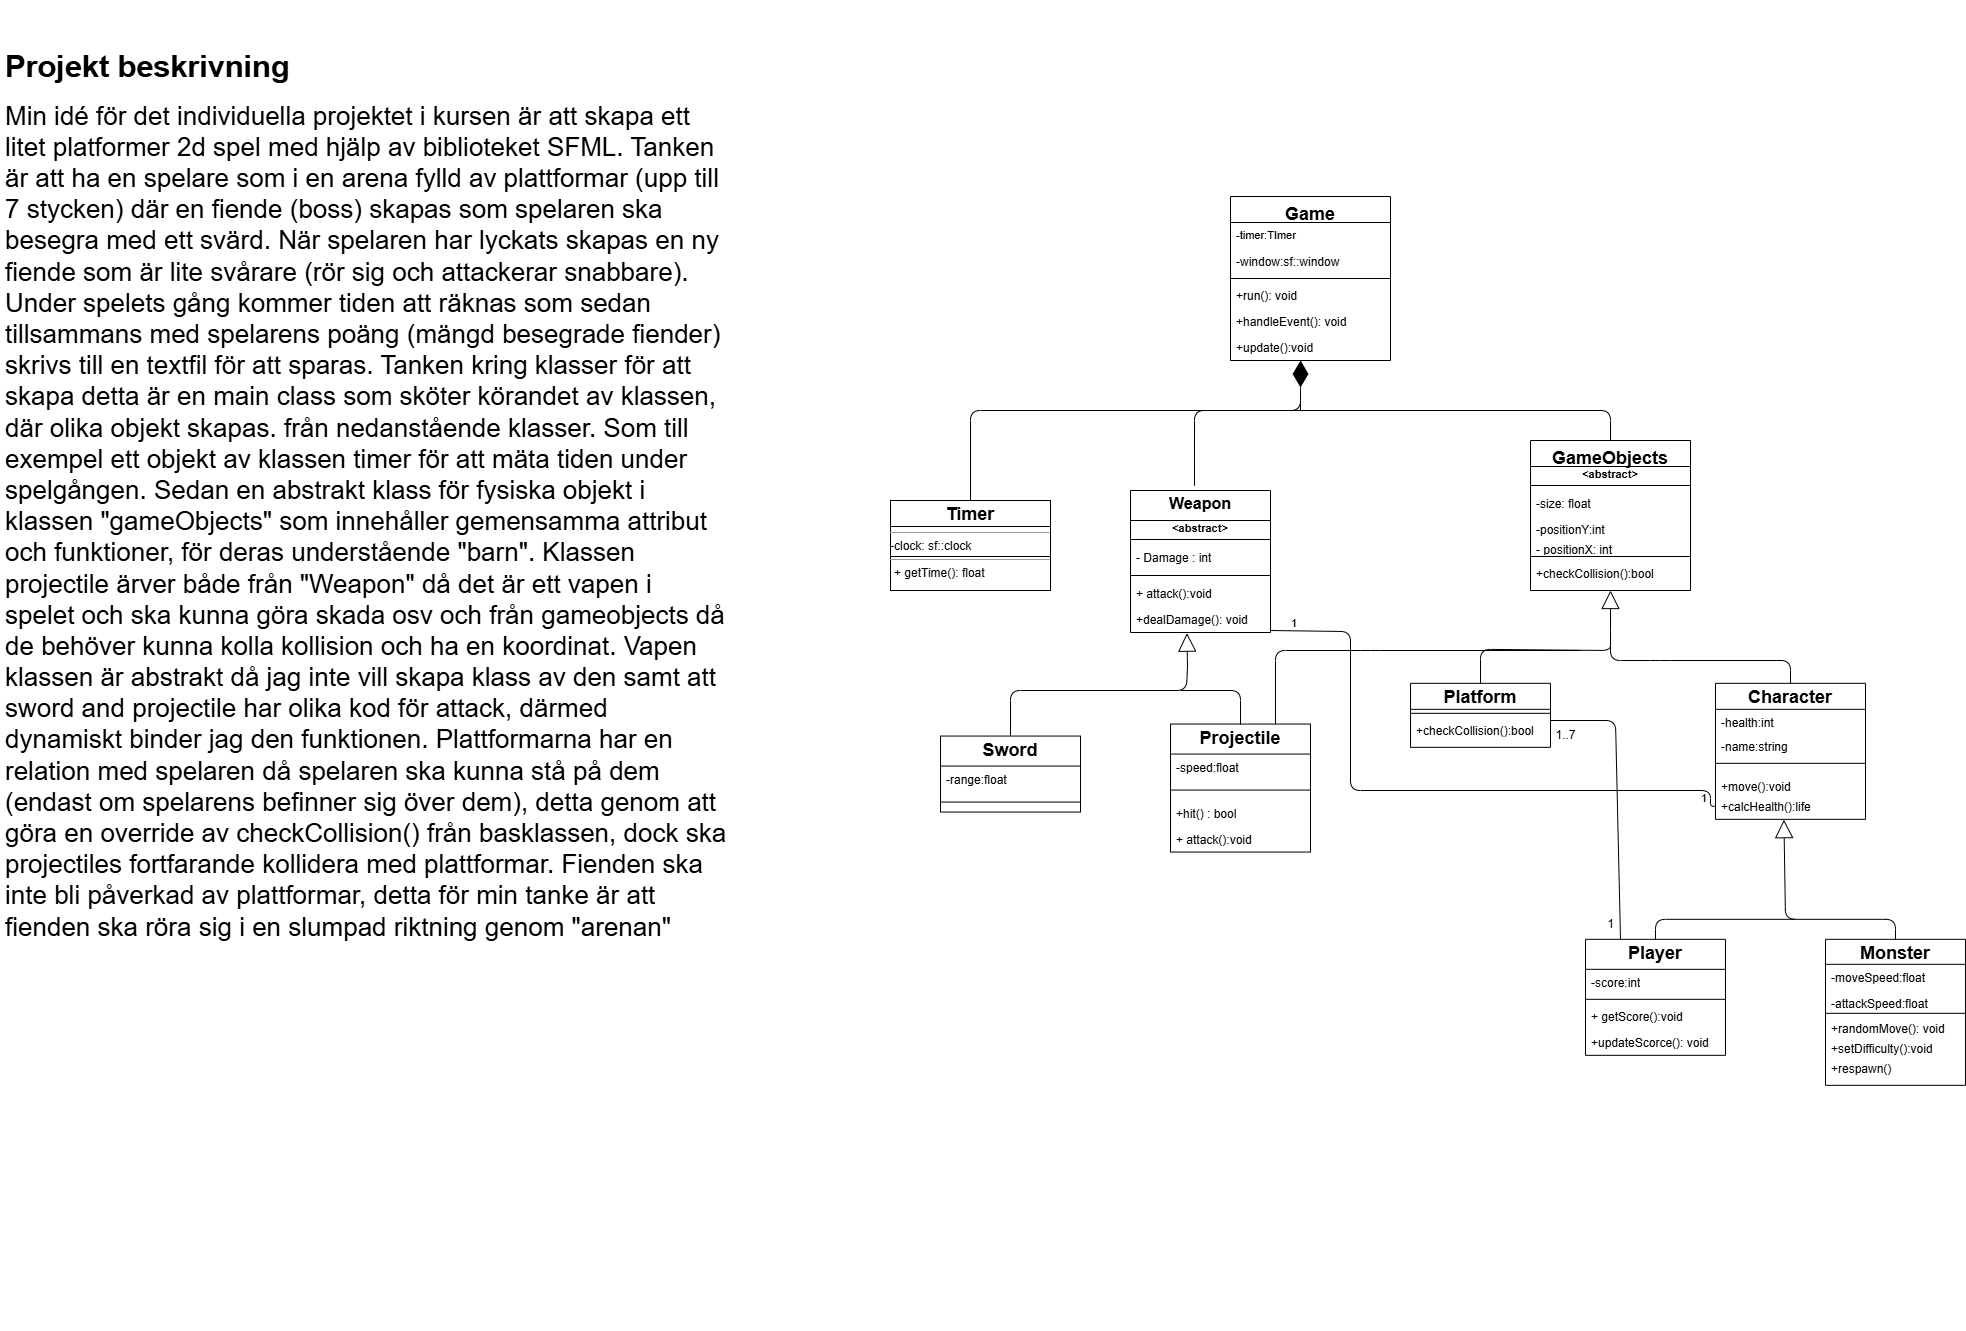 Projekt beskrivning
Min idé för det individuella projektet i kursen är att skapa ett
litet platformer 2d spel med hjälp av biblioteket SFML. Tanken
är att ha en spelare som i en arena fylld av plattformar (upp till
7 stycken) där en fiende (boss) skapas som spelaren ska
besegra med ett svärd. När spelaren har lyckats skapas en ny
fiende som är lite svårare (rör sig och attackerar snabbare).
Under spelets gång kommer tiden att räknas som sedan
tillsammans med spelarens poäng (mängd besegrade fiender)
skrivs till en textfil för att sparas. Tanken kring klasser för att
skapa detta är en main class som sköter körandet av klassen,
där olika objekt skapas. från nedanstående klasser. Som till
exempel ett objekt av klassen timer för att mäta tiden under
spelgången. Sedan en abstrakt klass för fysiska objekt i
klassen "gameObjects" som innehåller gemensamma attribut
och funktioner, för deras understående "barn". Klassen
projectile ärver både från "Weapon" då det är ett vapen i
spelet och ska kunna göra skada osv och från gameobjects då
de behöver kunna kolla kollision och ha en koordinat. Vapen
klassen är abstrakt då jag inte vill skapa klass av den samt att
sword and projectile har olika kod för attack, därmed
dynamiskt binder jag den funktionen. Plattformarna har en
relation med spelaren då spelaren ska kunna stå på dem
(endast om spelarens befinner sig över dem), detta genom att
göra en override av checkCollision() från basklassen, dock ska
projectiles fortfarande kollidera med plattformar. Fienden ska
inte bli påverkad av plattformar, detta för min tanke är att
fienden ska röra sig i en slumpad riktning genom "arenan"
Game
-timer:TImer
-window:sf::window
+run(): void
+handleEvent(): void
+update():void
Timer
-clock: sf::clock
+ getTime(): float
Weapon
<abstract>
- Damage : int
+ attack():void
+dealDamage(): void
1
GameObjects
<abstract>
-size: float
-positionY:int
- positionX: int
+checkCollision():bool
Sword
-range:float
Projectile
-speed:float
+hit() : bool
+ attack():void
Platform
+checkCollision():bool
1..7
Character
-health:int
-name:string
+move():void
+calcHealth():life
1
1
Player
-score:int
+ getScore():void
+updateScorce(): void
Monster
-moveSpeed:float
-attackSpeed:float
+randomMove(): void
+setDifficulty():void
+respawn()